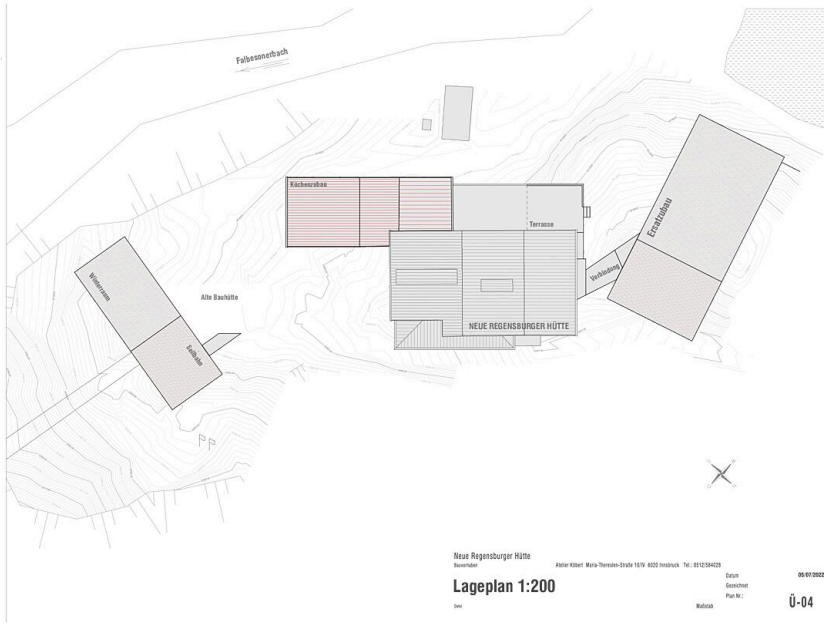 Falbesonerbach
Küchenzubau
Terrasse
Ersatzubau
Verbindung
Winterraum
Alte Bauhütte
Seilbahn
NEUE REGENSBURGER HÜTTE
Neue Regensburger Hütte
Bauvorhaben
Atelier Köbert Maria-Theresien-Straße 10/IV 6020 Innsbruck Tel.: 0512/584028
Lageplan 1:200
Datum 05/07/2022
Gezeichnet
Plan Nr.: Ü-04
Maßstab